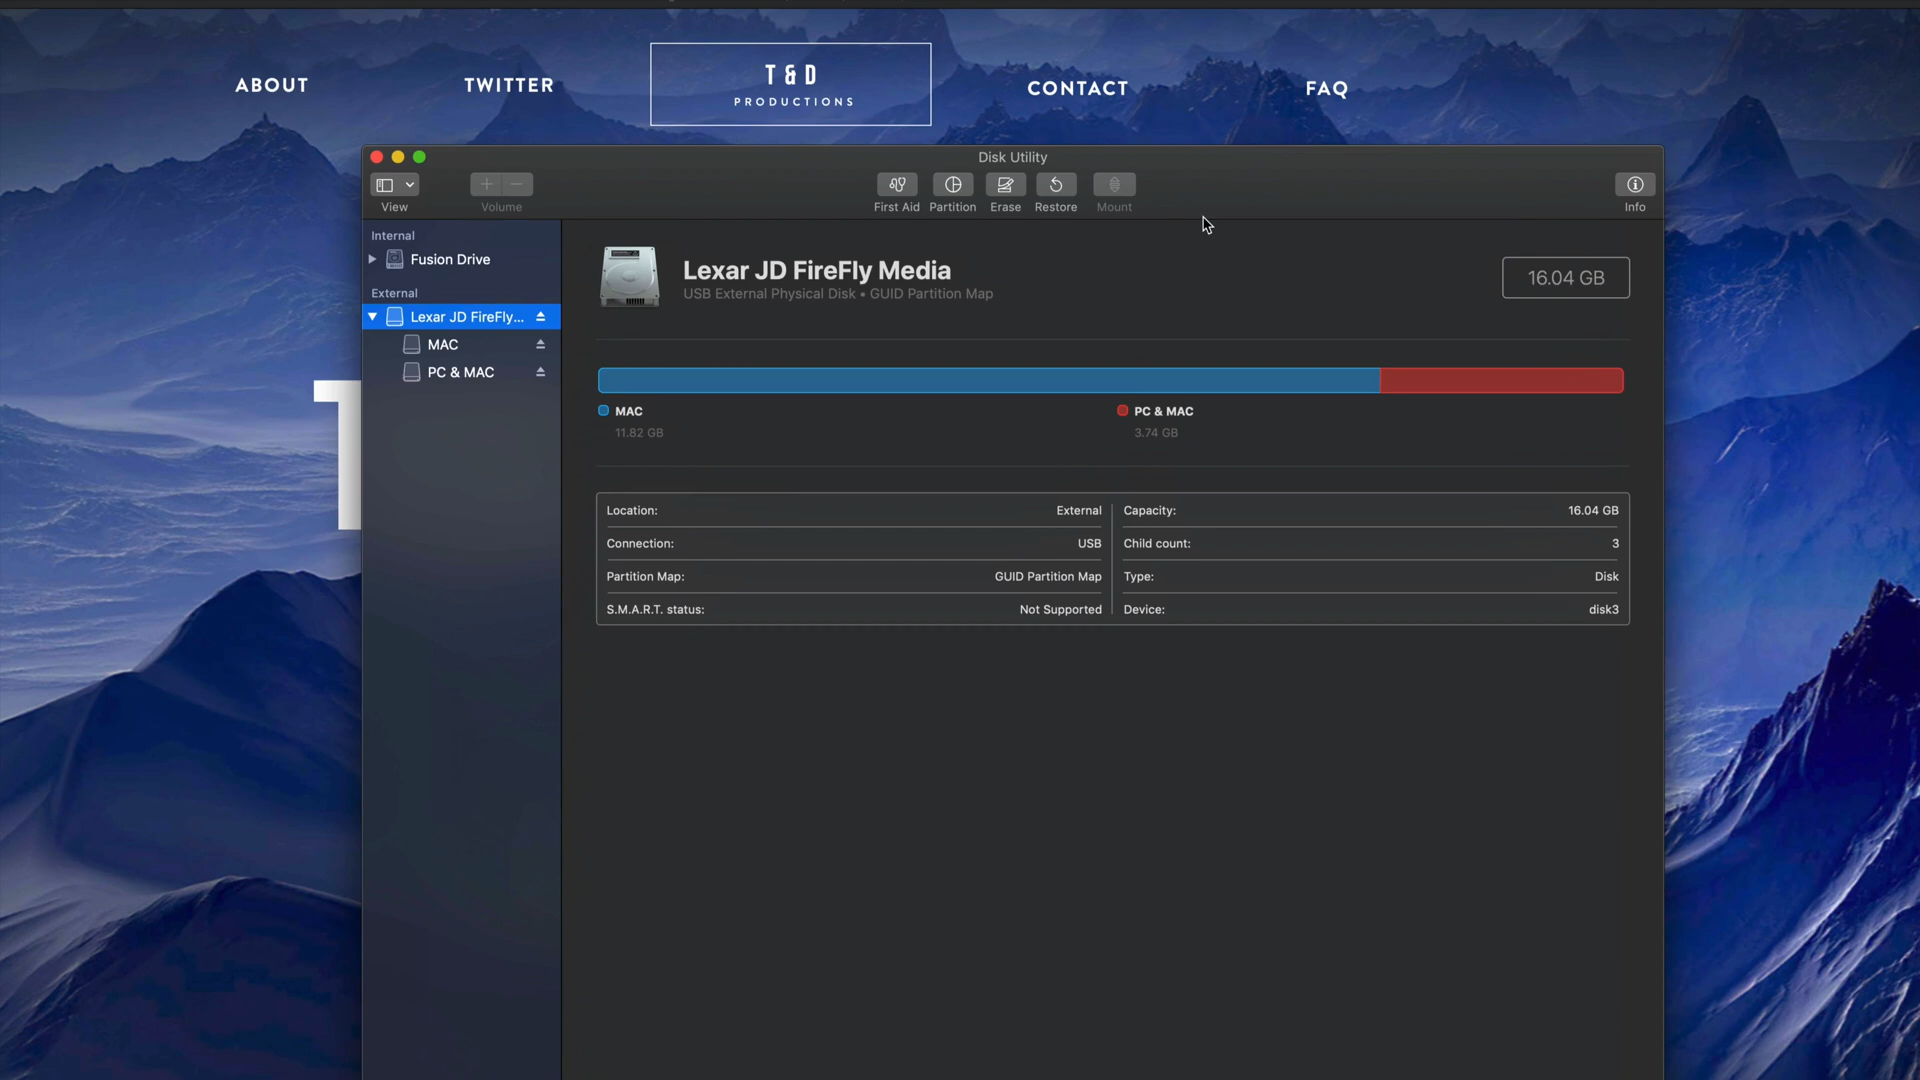 ABOUT
TWITTER
T & D
PRODUCTIONS
CONTACT
FAQ
Disk Utility
View
Volume
First Aid
Partition
Erase
Restore
Mount
Info
Internal
Fusion Drive
External
Lexar JD FireFly...
MAC
PC & MAC
Lexar JD FireFly Media
USB External Physical Disk • GUID Partition Map
16.04 GB
MAC
11.82 GB
PC & MAC
3.74 GB
Location: External
Capacity: 16.04 GB
Connection: USB
Child count: 3
Partition Map: GUID Partition Map
Type: Disk
S.M.A.R.T. status: Not Supported
Device: disk3